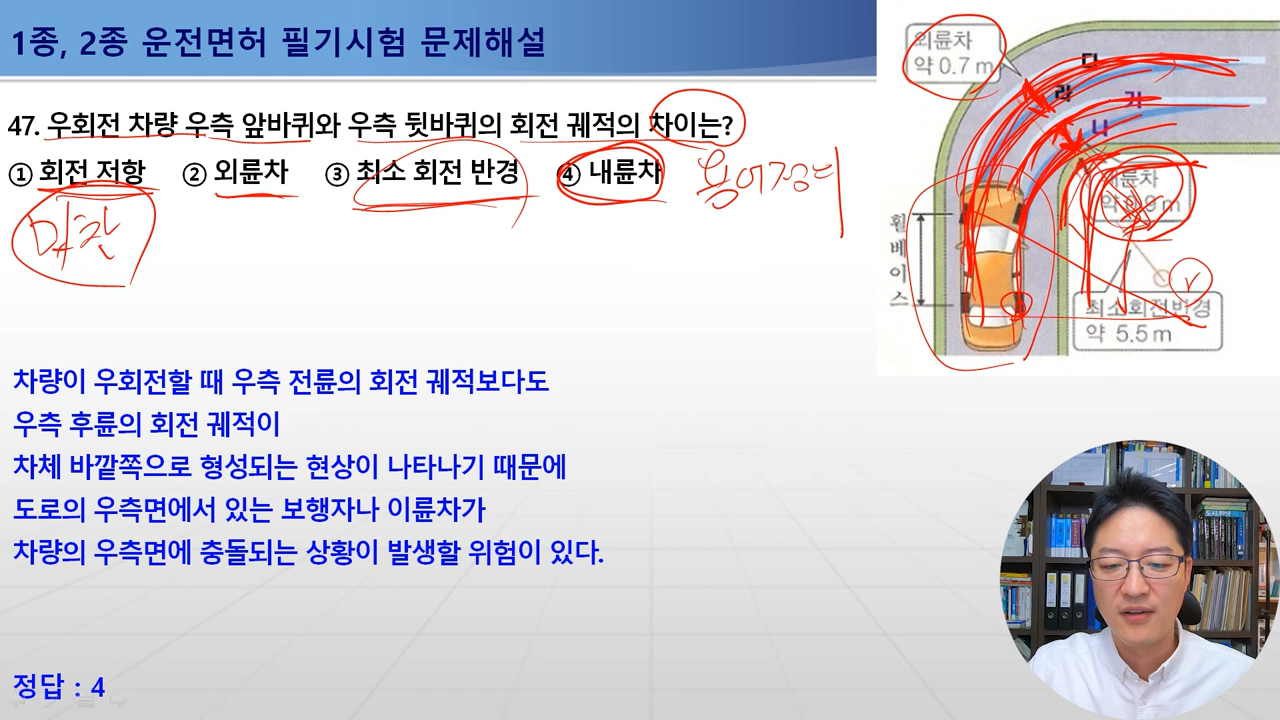 1종, 2종 운전면허 필기시험 문제해설
47. 우회전 차량 우측 앞바퀴와 우측 뒷바퀴의 회전 궤적의 차이는?
① 회전 저항 ② 외륜차 ③ 최소 회전 반경 ④ 내륜차
용어정의
마찰
외륜차
약 0.7m
다
라
가
나
휠베이스
r
최소회전반경
약 5.5m
차량이 우회전할 때 우측 전륜의 회전 궤적보다도
우측 후륜의 회전 궤적이
차체 바깥쪽으로 형성되는 현상이 나타나기 때문에
도로의 우측면에서 있는 보행자나 이륜차가
차량의 우측면에 충돌되는 상황이 발생할 위험이 있다.
정답 : 4